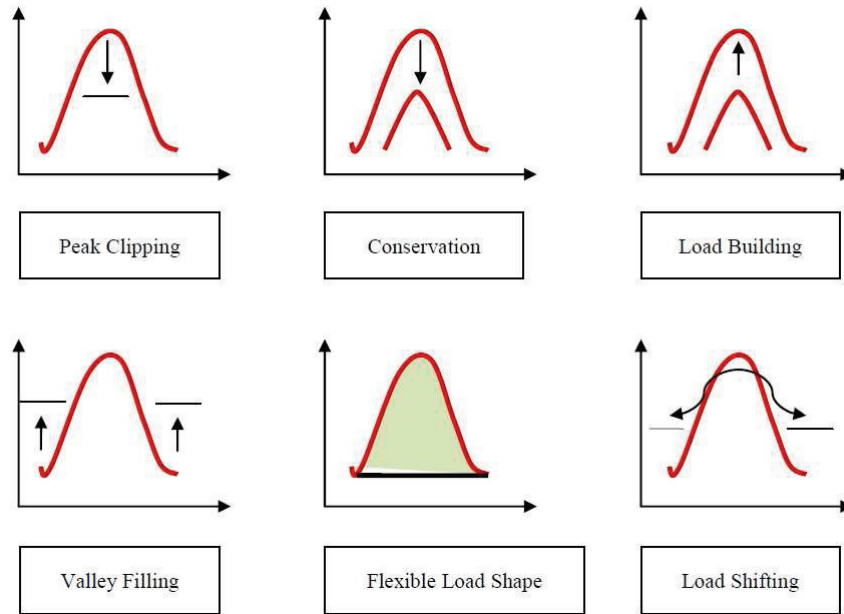 Peak Clipping
Conservation
Load Building
Valley Filling
Flexible Load Shape
Load Shifting